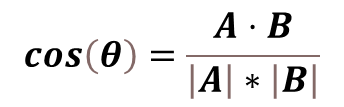 cos(θ) = A · B / |A| * |B|